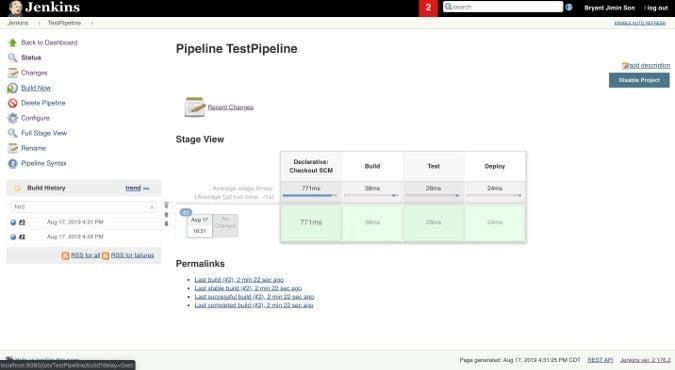 Jenkins
2
search
Bryant Jimin Son
log out
Jenkins
TestPipeline
ENABLE AUTO REFRESH
Back to Dashboard
Status
Changes
Build Now
Delete Pipeline
Configure
Full Stage View
Rename
Pipeline Syntax
Build History
trend
find
x
#3 Aug 17, 2019 4:31 PM
#2 Aug 17, 2019 4:29 PM
RSS for all RSS for failures
Pipeline TestPipeline
add description
Disable Project
Recent Changes
Stage View
Declarative: Checkout SCM
Build
Test
Deploy
Average stage times:
(Average full run time: ~1s)
771ms
38ms
28ms
24ms
Aug 17
16:31
No Changes
771ms
38ms
28ms
24ms
Permalinks
Last build (#2), 2 min 22 sec ago
Last stable build (#2), 2 min 22 sec ago
Last successful build (#2), 2 min 22 sec ago
Last completed build (#2), 2 min 22 sec ago
localhost:8080/job/TestPipeline/build?delay=0sec
Page generated: Aug 17, 2019 4:31:25 PM CDT
REST API
Jenkins ver. 2.176.2